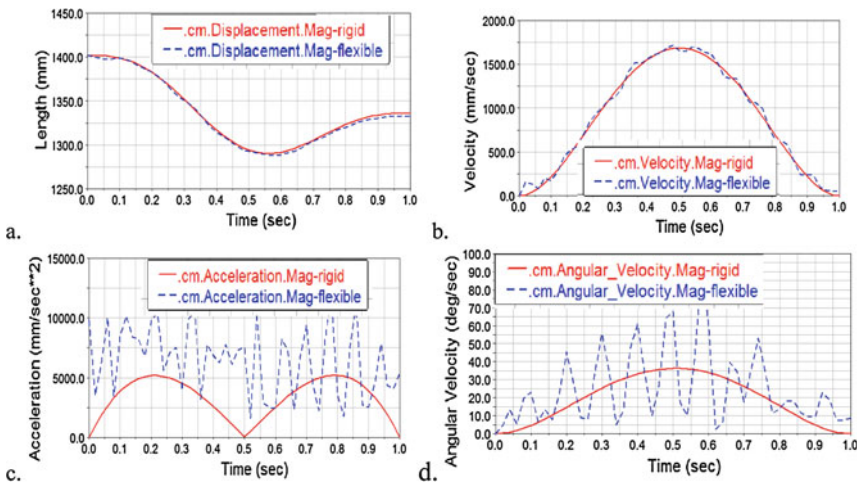 .cm.Displacement.Mag-rigid
.cm.Displacement.Mag-flexible
Length (mm)
1450.0
1400.0
1350.0
1300.0
1250.0
0.0 0.1 0.2 0.3 0.4 0.5 0.6 0.7 0.8 0.9 1.0
Time (sec)
a.
.cm.Velocity.Mag-rigid
.cm.Velocity.Mag-flexible
Velocity (mm/sec)
2000.0
1500.0
1000.0
500.0
0.0
0.0 0.1 0.2 0.3 0.4 0.5 0.6 0.7 0.8 0.9 1.0
Time (sec)
b.
.cm.Acceleration.Mag-rigid
.cm.Acceleration.Mag-flexible
Acceleration (mm/sec**2)
15000.0
10000.0
5000.0
0.0
0.0 0.1 0.2 0.3 0.4 0.5 0.6 0.7 0.8 0.9 1.0
Time (sec)
c.
.cm.Angular_Velocity.Mag-rigid
.cm.Angular_Velocity.Mag-flexible
Angular Velocity (deg/sec)
100.0
90.0
80.0
70.0
60.0
50.0
40.0
30.0
20.0
10.0
0.0
0.0 0.1 0.2 0.3 0.4 0.5 0.6 0.7 0.8 0.9 1.0
Time (sec)
d.